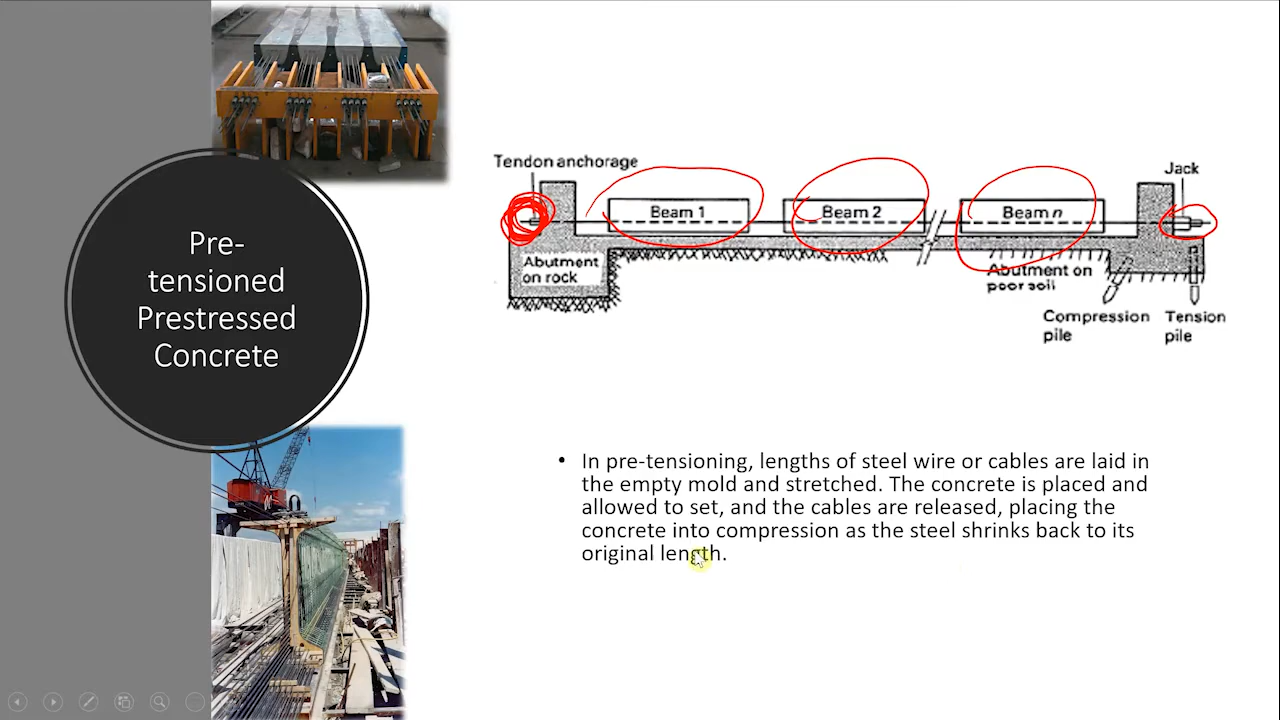 Pre-
tensioned
Prestressed
Concrete
Tendon anchorage
Jack
Beam 1
Beam 2
Beam n
Abutment
on rock
Abutment on
poor soil
Compression
pile
Tension
pile
• In pre-tensioning, lengths of steel wire or cables are laid in
the empty mold and stretched. The concrete is placed and
allowed to set, and the cables are released, placing the
concrete into compression as the steel shrinks back to its
original length.